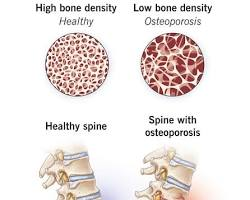 High bone density
Healthy
Low bone density
Osteoporosis
Healthy spine
Spine with
osteoporosis